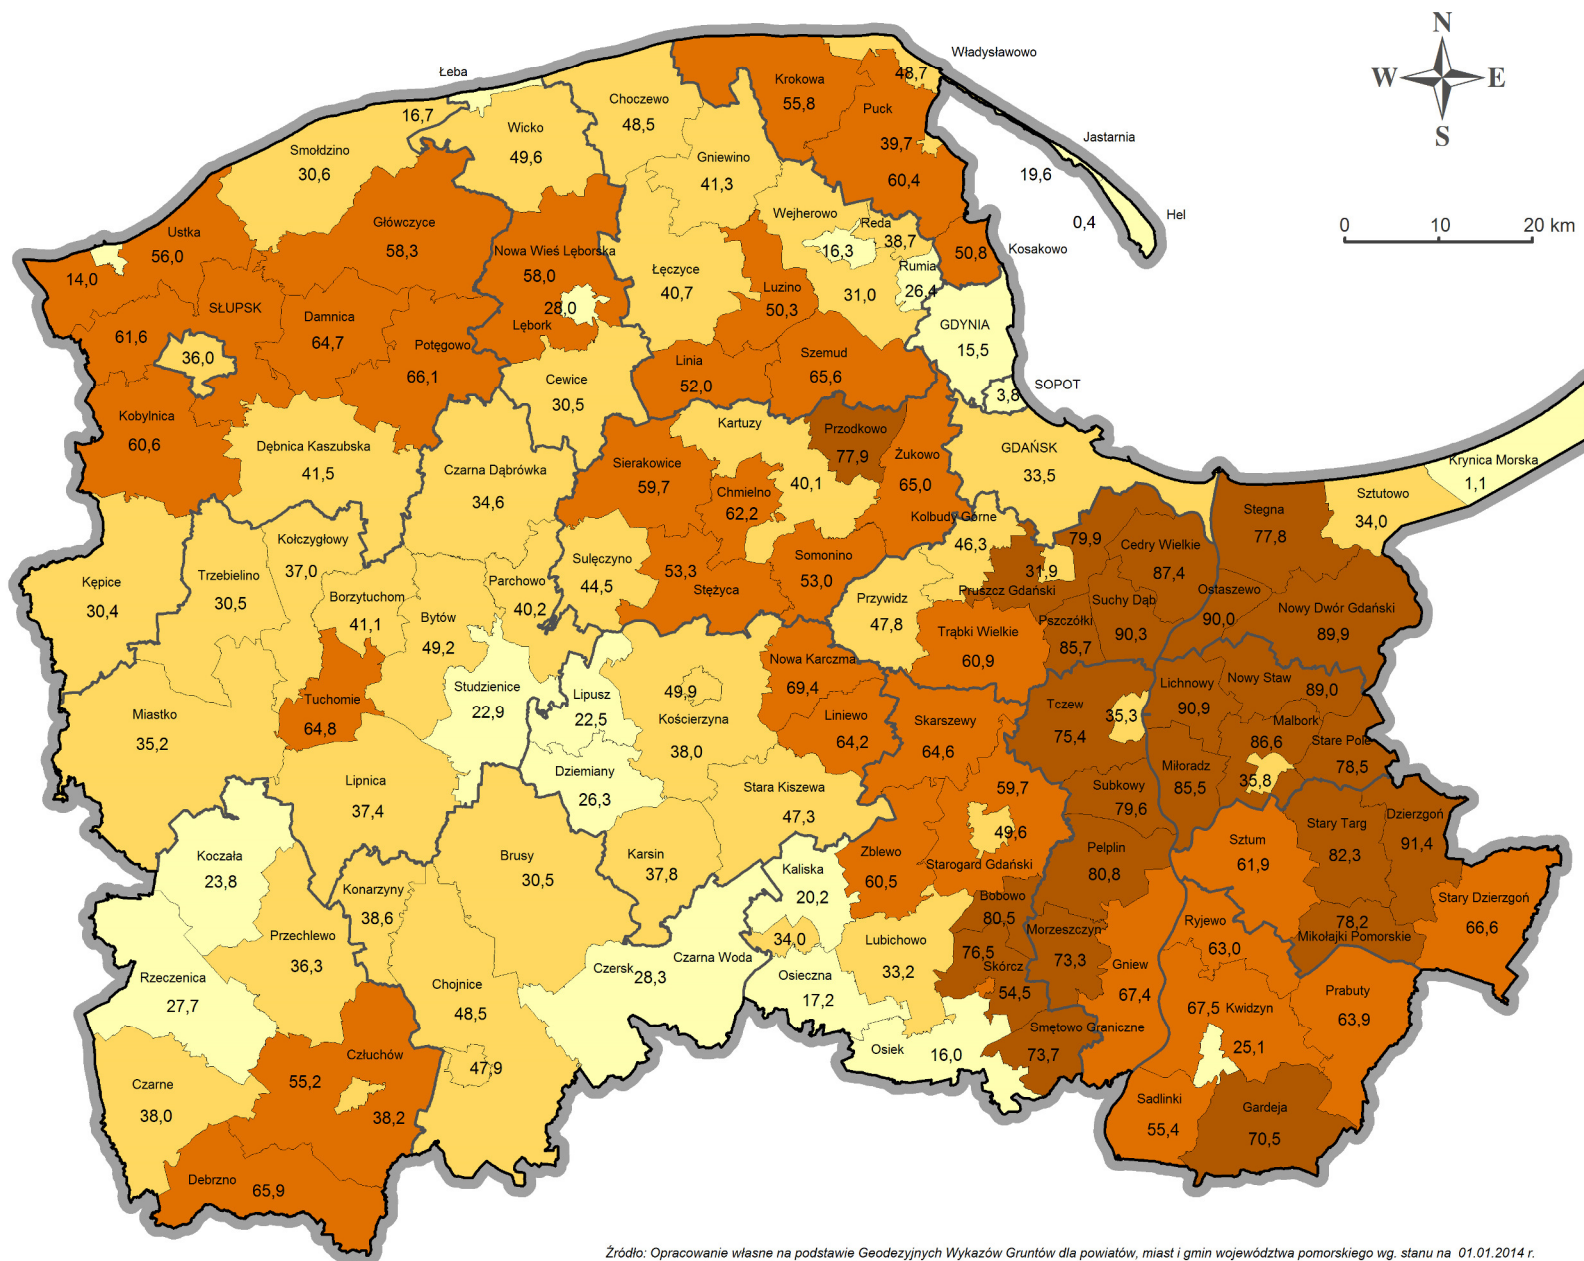 N
W E
S
0 10 20 km
Władysławowo
48,7
Łeba
16,7
Krokowa
55,8
Choczewo
48,5
Puck
39,7
60,4
Jastarnia
19,6
Hel
0,4
Wicko
49,6
Smołdzino
30,6
Gniewino
41,3
Wejherowo
16,3
31,0
Reda
38,7
Kosakowo
50,8
Rumia
26,4
Ustka
56,0
14,0
Główczyce
58,3
Nowa Wieś Lęborska
58,0
28,0
Lębork
Łęczyce
40,7
Luzino
50,3
GDYNIA
15,5
SŁUPSK
61,6
36,0
Damnica
64,7
Potęgowo
66,1
Linia
52,0
Szemud
65,6
SOPOT
3,8
Cewice
30,5
Kobylnica
60,6
Dębnica Kaszubska
41,5
Czarna Dąbrówka
34,6
Kartuzy
40,1
Przodkowo
77,9
Żukowo
65,0
GDAŃSK
33,5
Sierakowice
59,7
Chmielno
62,2
Krynica Morska
1,1
Sztutowo
34,0
Stegna
77,8
Kolbudy Górne
46,3
79,9
Cedry Wielkie
87,4
Kołczygłowy
37,0
Sulęczyno
44,5
53,3
Stężyca
Somonino
53,0
31,9
Pruszcz Gdański
Kępice
30,4
Trzebielino
30,5
Borzytuchom
41,1
Parchowo
40,2
Bytów
49,2
Przywidz
47,8
Suchy Dąb
90,3
Ostaszewo
90,0
Nowy Dwór Gdański
89,9
Pszczółki
85,7
Trąbki Wielkie
60,9
Nowa Karczma
69,4
Tuchomie
64,8
Studzienice
22,9
Lipusz
22,5
49,9
Kościerzyna
38,0
Liniewo
64,2
Skarszewy
64,6
Tczew
75,4
35,3
Lichnowy
90,9
Nowy Staw
89,0
Malbork
86,6
35,8
Stare Pole
78,5
Miastko
35,2
Dziemiany
26,3
Miłoradz
85,5
Lipnica
37,4
Stara Kiszewa
47,3
59,7
49,6
Starogard Gdański
Subkowy
79,6
Stary Targ
82,3
Dzierzgoń
91,4
Koczała
23,8
Brusy
30,5
Karsin
37,8
Kaliska
20,2
Zblewo
60,5
Pelplin
80,8
Sztum
61,9
Konarzyny
38,6
Bobowo
80,5
Stary Dzierzgoń
66,6
78,2
Mikołajki Pomorskie
Przechlewo
36,3
34,0
Lubichowo
33,2
Morzeszczyn
73,3
Ryjewo
63,0
Rzeczenica
27,7
Chojnice
48,5
47,9
Czersk
28,3
Czarna Woda
Osieczna
17,2
76,5
Skórcz
54,5
Gniew
67,4
Prabuty
63,9
67,5
Kwidzyn
25,1
Smętowo Graniczne
73,7
Osiek
16,0
Człuchów
55,2
38,2
Czarne
38,0
Sadlinki
55,4
Gardeja
70,5
Debrzno
65,9
Źródło: Opracowanie własne na podstawie Geodezyjnych Wykazów Gruntów dla powiatów, miast i gmin województwa pomorskiego wg. stanu na 01.01.2014 r.